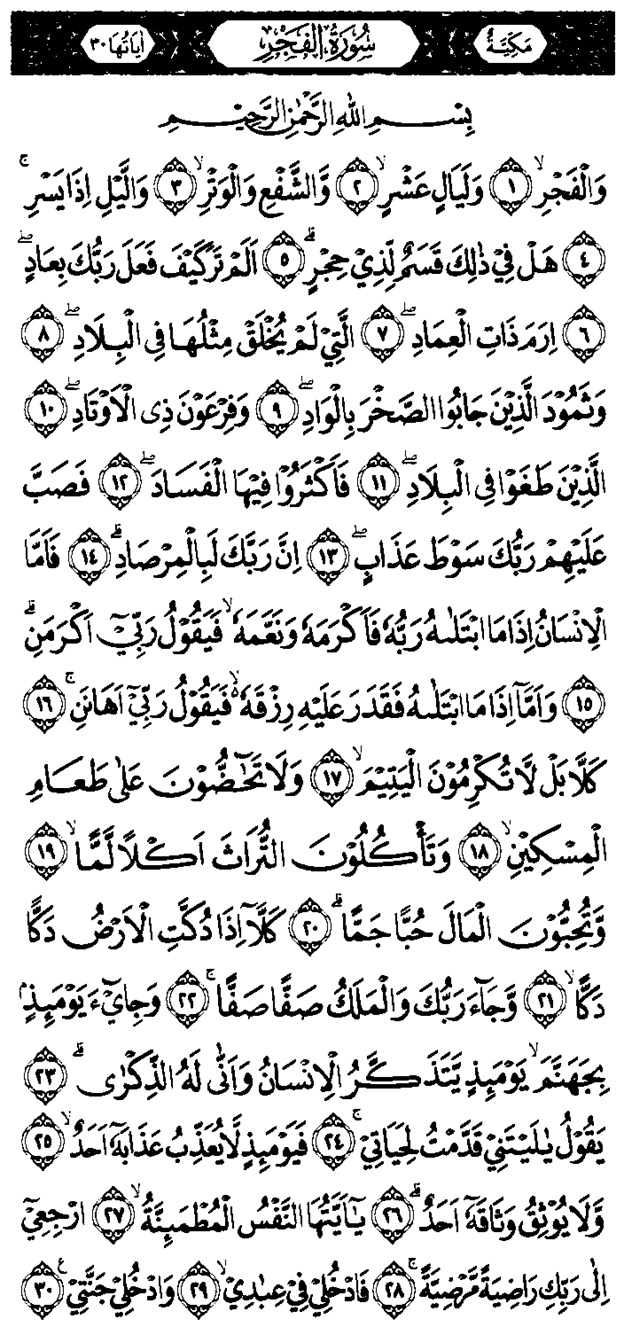 مَكِّيَّةٌ سُورَةُ الْفَجْرِ اٰيَاتُهَا ٣٠
بِسْمِ اللهِ الرَّحْمٰنِ الرَّحِيْمِ
وَالْفَجْرِۙ ١ وَلَيَالٍ عَشْرٍۙ ٢ وَّالشَّفْعِ وَالْوَتْرِۙ ٣ وَالَّيْلِ اِذَا يَسْرِۚ
٤ هَلْ فِيْ ذٰلِكَ قَسَمٌ لِّذِيْ حِجْرٍۗ ٥ اَلَمْ تَرَ كَيْفَ فَعَلَ رَبُّكَ بِعَادٍۖ
٦ اِرَمَ ذَاتِ الْعِمَادِۖ ٧ الَّتِيْ لَمْ يُخْلَقْ مِثْلُهَا فِى الْبِلَادِۖ ٨
وَثَمُوْدَ الَّذِيْنَ جَابُوا الصَّخْرَ بِالْوَادِۖ ٩ وَفِرْعَوْنَ ذِى الْاَوْتَادِۖ ١٠
الَّذِيْنَ طَغَوْا فِى الْبِلَادِۖ ١١ فَاَكْثَرُوْا فِيْهَا الْفَسَادَۖ ١٢ فَصَبَّ
عَلَيْهِمْ رَبُّكَ سَوْطَ عَذَابٍۖ ١٣ اِنَّ رَبَّكَ لَبِالْمِرْصَادِۗ ١٤ فَاَمَّا
الْاِنْسَانُ اِذَا مَا ابْتَلٰىهُ رَبُّهٗ فَاَكْرَمَهٗ وَنَعَّمَهٗۙ فَيَقُوْلُ رَبِّيْٓ اَكْرَمَنِۗ
١٥ وَاَمَّآ اِذَا مَا ابْتَلٰىهُ فَقَدَرَ عَلَيْهِ رِزْقَهٗۙ فَيَقُوْلُ رَبِّيْٓ اَهَانَنِۚ ١٦
كَلَّا بَلْ لَّا تُكْرِمُوْنَ الْيَتِيْمَۙ ١٧ وَلَا تَحٰۤضُّوْنَ عَلٰى طَعَامِ
الْمِسْكِيْنِۙ ١٨ وَتَأْكُلُوْنَ التُّرَاثَ اَكْلًا لَّمًّاۙ ١٩
وَّتُحِبُّوْنَ الْمَالَ حُبًّا جَمًّاۗ ٢٠ كَلَّآ اِذَا دُكَّتِ الْاَرْضُ دَكًّا
دَكًّاۙ ٢١ وَّجَآءَ رَبُّكَ وَالْمَلَكُ صَفًّا صَفًّاۚ ٢٢ وَجِايْۤءَ يَوْمَىِٕذٍۢ
بِجَهَنَّمَۙ يَوْمَىِٕذٍ يَّتَذَكَّرُ الْاِنْسَانُ وَاَنّٰى لَهُ الذِّكْرٰىۗ ٢٣
يَقُوْلُ يٰلَيْتَنِيْ قَدَّمْتُ لِحَيَاتِيْۚ ٢٤ فَيَوْمَىِٕذٍ لَّا يُعَذِّبُ عَذَابَهٗٓ اَحَدٌۙ ٢٥
وَّلَا يُوْثِقُ وَثَاقَهٗٓ اَحَدٌۗ ٢٦ يٰٓاَيَّتُهَا النَّفْسُ الْمُطْمَىِٕنَّةُۙ ٢٧ ارْجِعِيْٓ
اِلٰى رَبِّكِ رَاضِيَةً مَّرْضِيَّةًۚ ٢٨ فَادْخُلِيْ فِيْ عِبٰدِيْۙ ٢٩ وَادْخُلِيْ جَنَّتِيْ ࣖ ٣٠